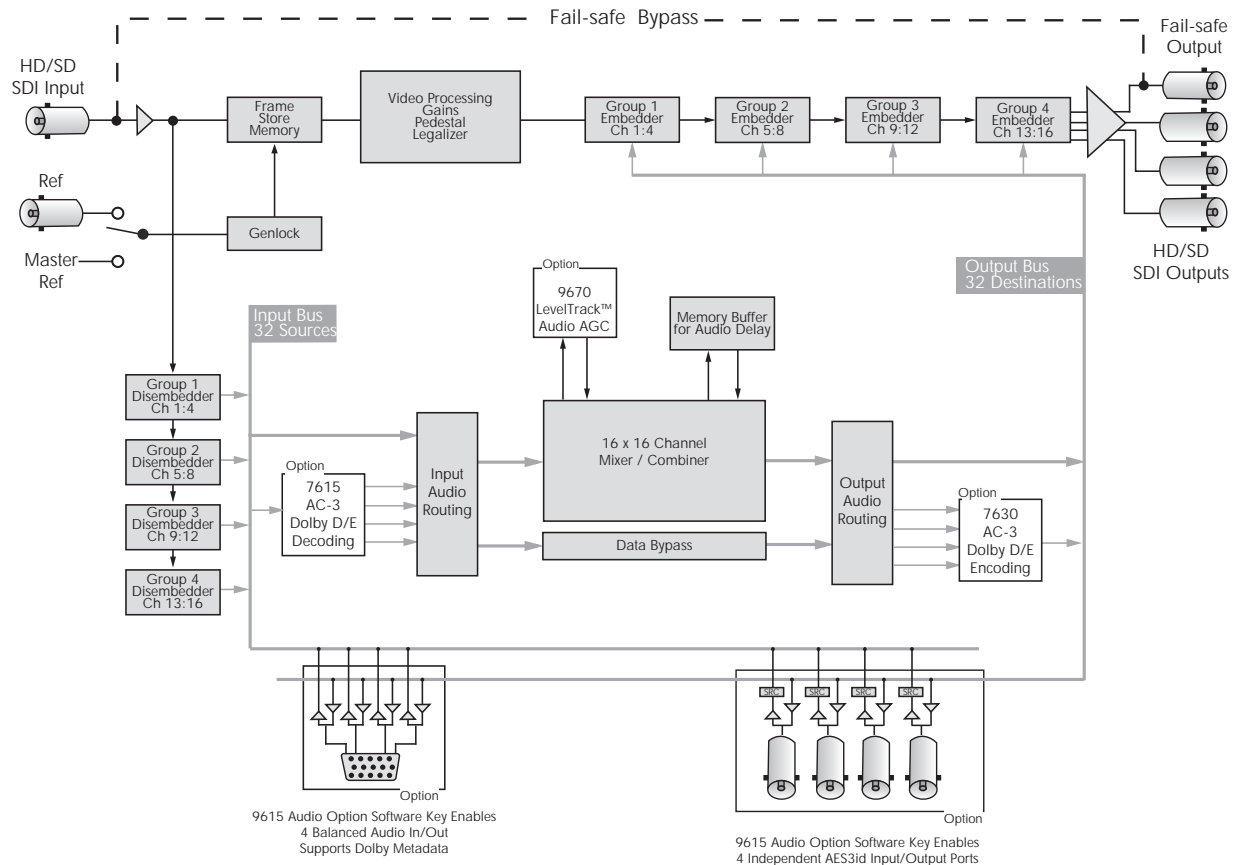 Fail-safe Bypass
Fail-safe
Output
HD/SD
SDI Input
Frame
Store
Memory
Video Processing
Gains
Pedestal
Legalizer
Group 1
Embedder
Ch 1:4
Group 2
Embedder
Ch 5:8
Group 3
Embedder
Ch 9:12
Group 4
Embedder
Ch 13:16
Ref
Genlock
Master
Ref
HD/SD
SDI Outputs
Output Bus
32 Destinations
Option
9670
LevelTrack™
Audio AGC
Memory Buffer
for Audio Delay
Input Bus
32 Sources
Group 1
Disembedder
Ch 1:4
Group 2
Disembedder
Ch 5:8
Group 3
Disembedder
Ch 9:12
Group 4
Disembedder
Ch 13:16
Option
7615
AC-3
Dolby D/E
Decoding
Input
Audio
Routing
16 x 16 Channel
Mixer / Combiner
Data Bypass
Output
Audio
Routing
Option
7630
AC-3
Dolby D/E
Encoding
SRC
SRC
SRC
SRC
Option
9615 Audio Option Software Key Enables
4 Balanced Audio In/Out
Supports Dolby Metadata
Option
9615 Audio Option Software Key Enables
4 Independent AES3id Input/Output Ports